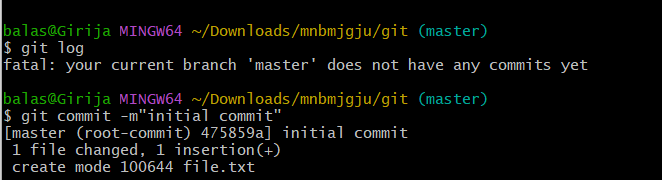 balas@Girija MINGW64 ~/Downloads/mnbmjgju/git (master)
$ git log
fatal: your current branch 'master' does not have any commits yet
balas@Girija MINGW64 ~/Downloads/mnbmjgju/git (master)
$ git commit -m"initial commit"
[master (root-commit) 475859a] initial commit
 1 file changed, 1 insertion(+)
 create mode 100644 file.txt